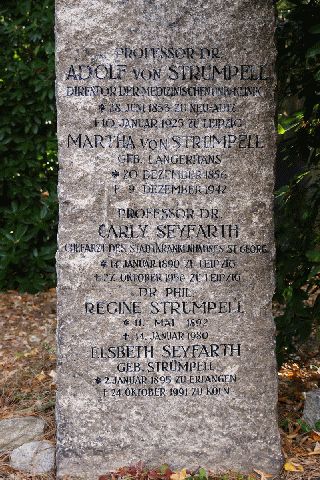 PROFESSOR DR.
ADOLF VON STRÜMPELL
DIREKTOR DER MEDIZINISCHEN UNIV. KLINIK
* 28. JUNI 1853 ZU NEU-AUTZ
† 10. JANUAR 1925 ZU LEIPZIG
MARTHA VON STRÜMPELL
GEB. LANGERHANS
* 20. DEZEMBER 1856
† 9. DEZEMBER 1942
PROFESSOR DR.
CARLY SEYFARTH
CHEFARZT DES STADTKRANKENHAUSES ST. GEORG
1890 ZU LEIPZIG
OKTOBER 1950 ZU LEIPZIG
DR. PHIL.
REGINE STRÜMPELL
* 11. MAI 1892
† 14. JANUAR 1980
ELSBETH SEYFARTH
GEB. STRÜMPELL
* 2. JANUAR 1895 ZU ERLANGEN
† 24. OKTOBER 1991 ZU KÖLN